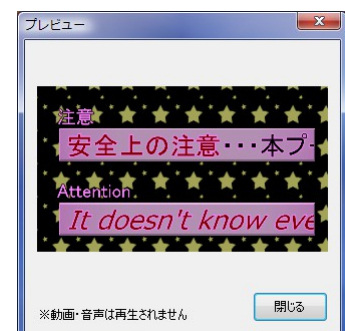 プレビュー
注意
安全上の注意･･･本プ
Attention
It doesn't know eve
※動画･音声は再生されません
閉じる